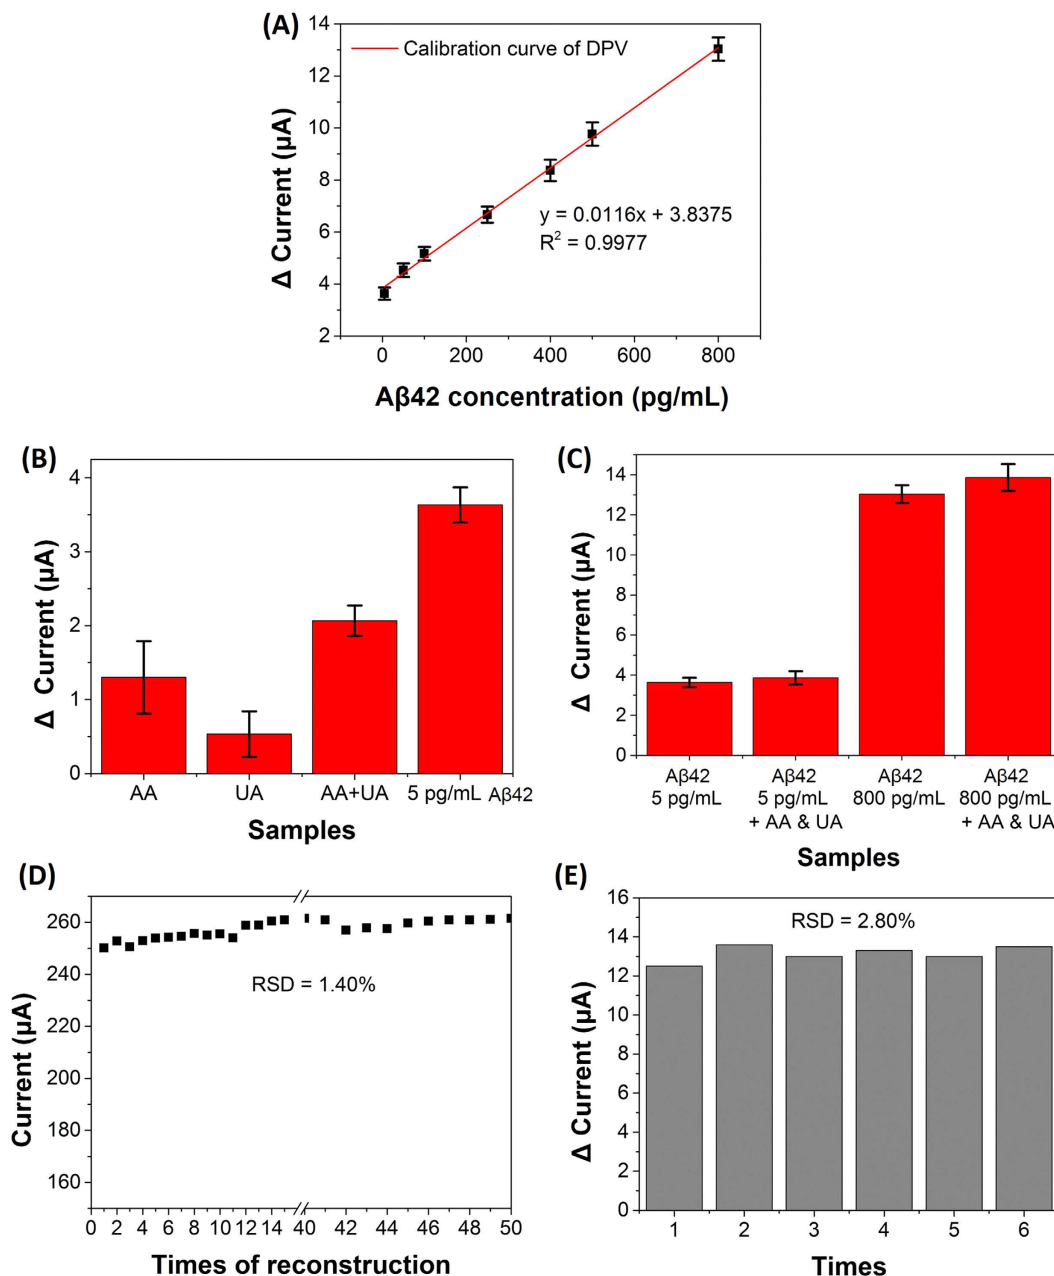 (A)
14
12
10
8
6
4
2
Δ Current (µA)
Calibration curve of DPV
y = 0.0116x + 3.8375
R² = 0.9977
0 200 400 600 800
Aβ42 concentration (pg/mL)
(B)
4
3
2
1
0
Δ Current (µA)
AA UA AA+UA 5 pg/mL Aβ42
Samples
(C)
14
12
10
8
6
4
2
0
Δ Current (µA)
Aβ42
5 pg/mL
Aβ42
5 pg/mL
+ AA & UA
Aβ42
800 pg/mL
Aβ42
800 pg/mL
+ AA & UA
Samples
(D)
260
240
220
200
180
160
Current (µA)
RSD = 1.40%
0 2 4 6 8 10 12 14 40 42 44 46 48 50
Times of reconstruction
(E)
16
14
12
10
8
6
4
2
0
Δ Current (µA)
RSD = 2.80%
1 2 3 4 5 6
Times